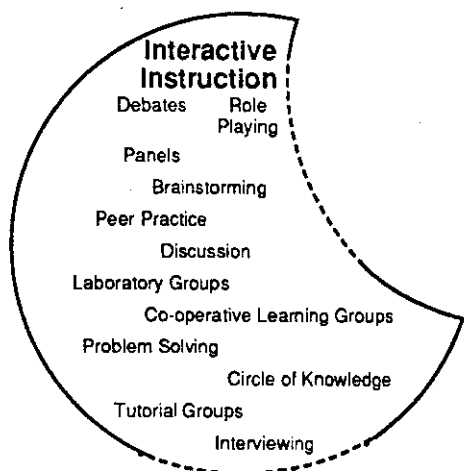 Interactive
Instruction
Debates Role
Playing
Panels
Brainstorming
Peer Practice
Discussion
Laboratory Groups
Co-operative Learning Groups
Problem Solving
Circle of Knowledge
Tutorial Groups
Interviewing